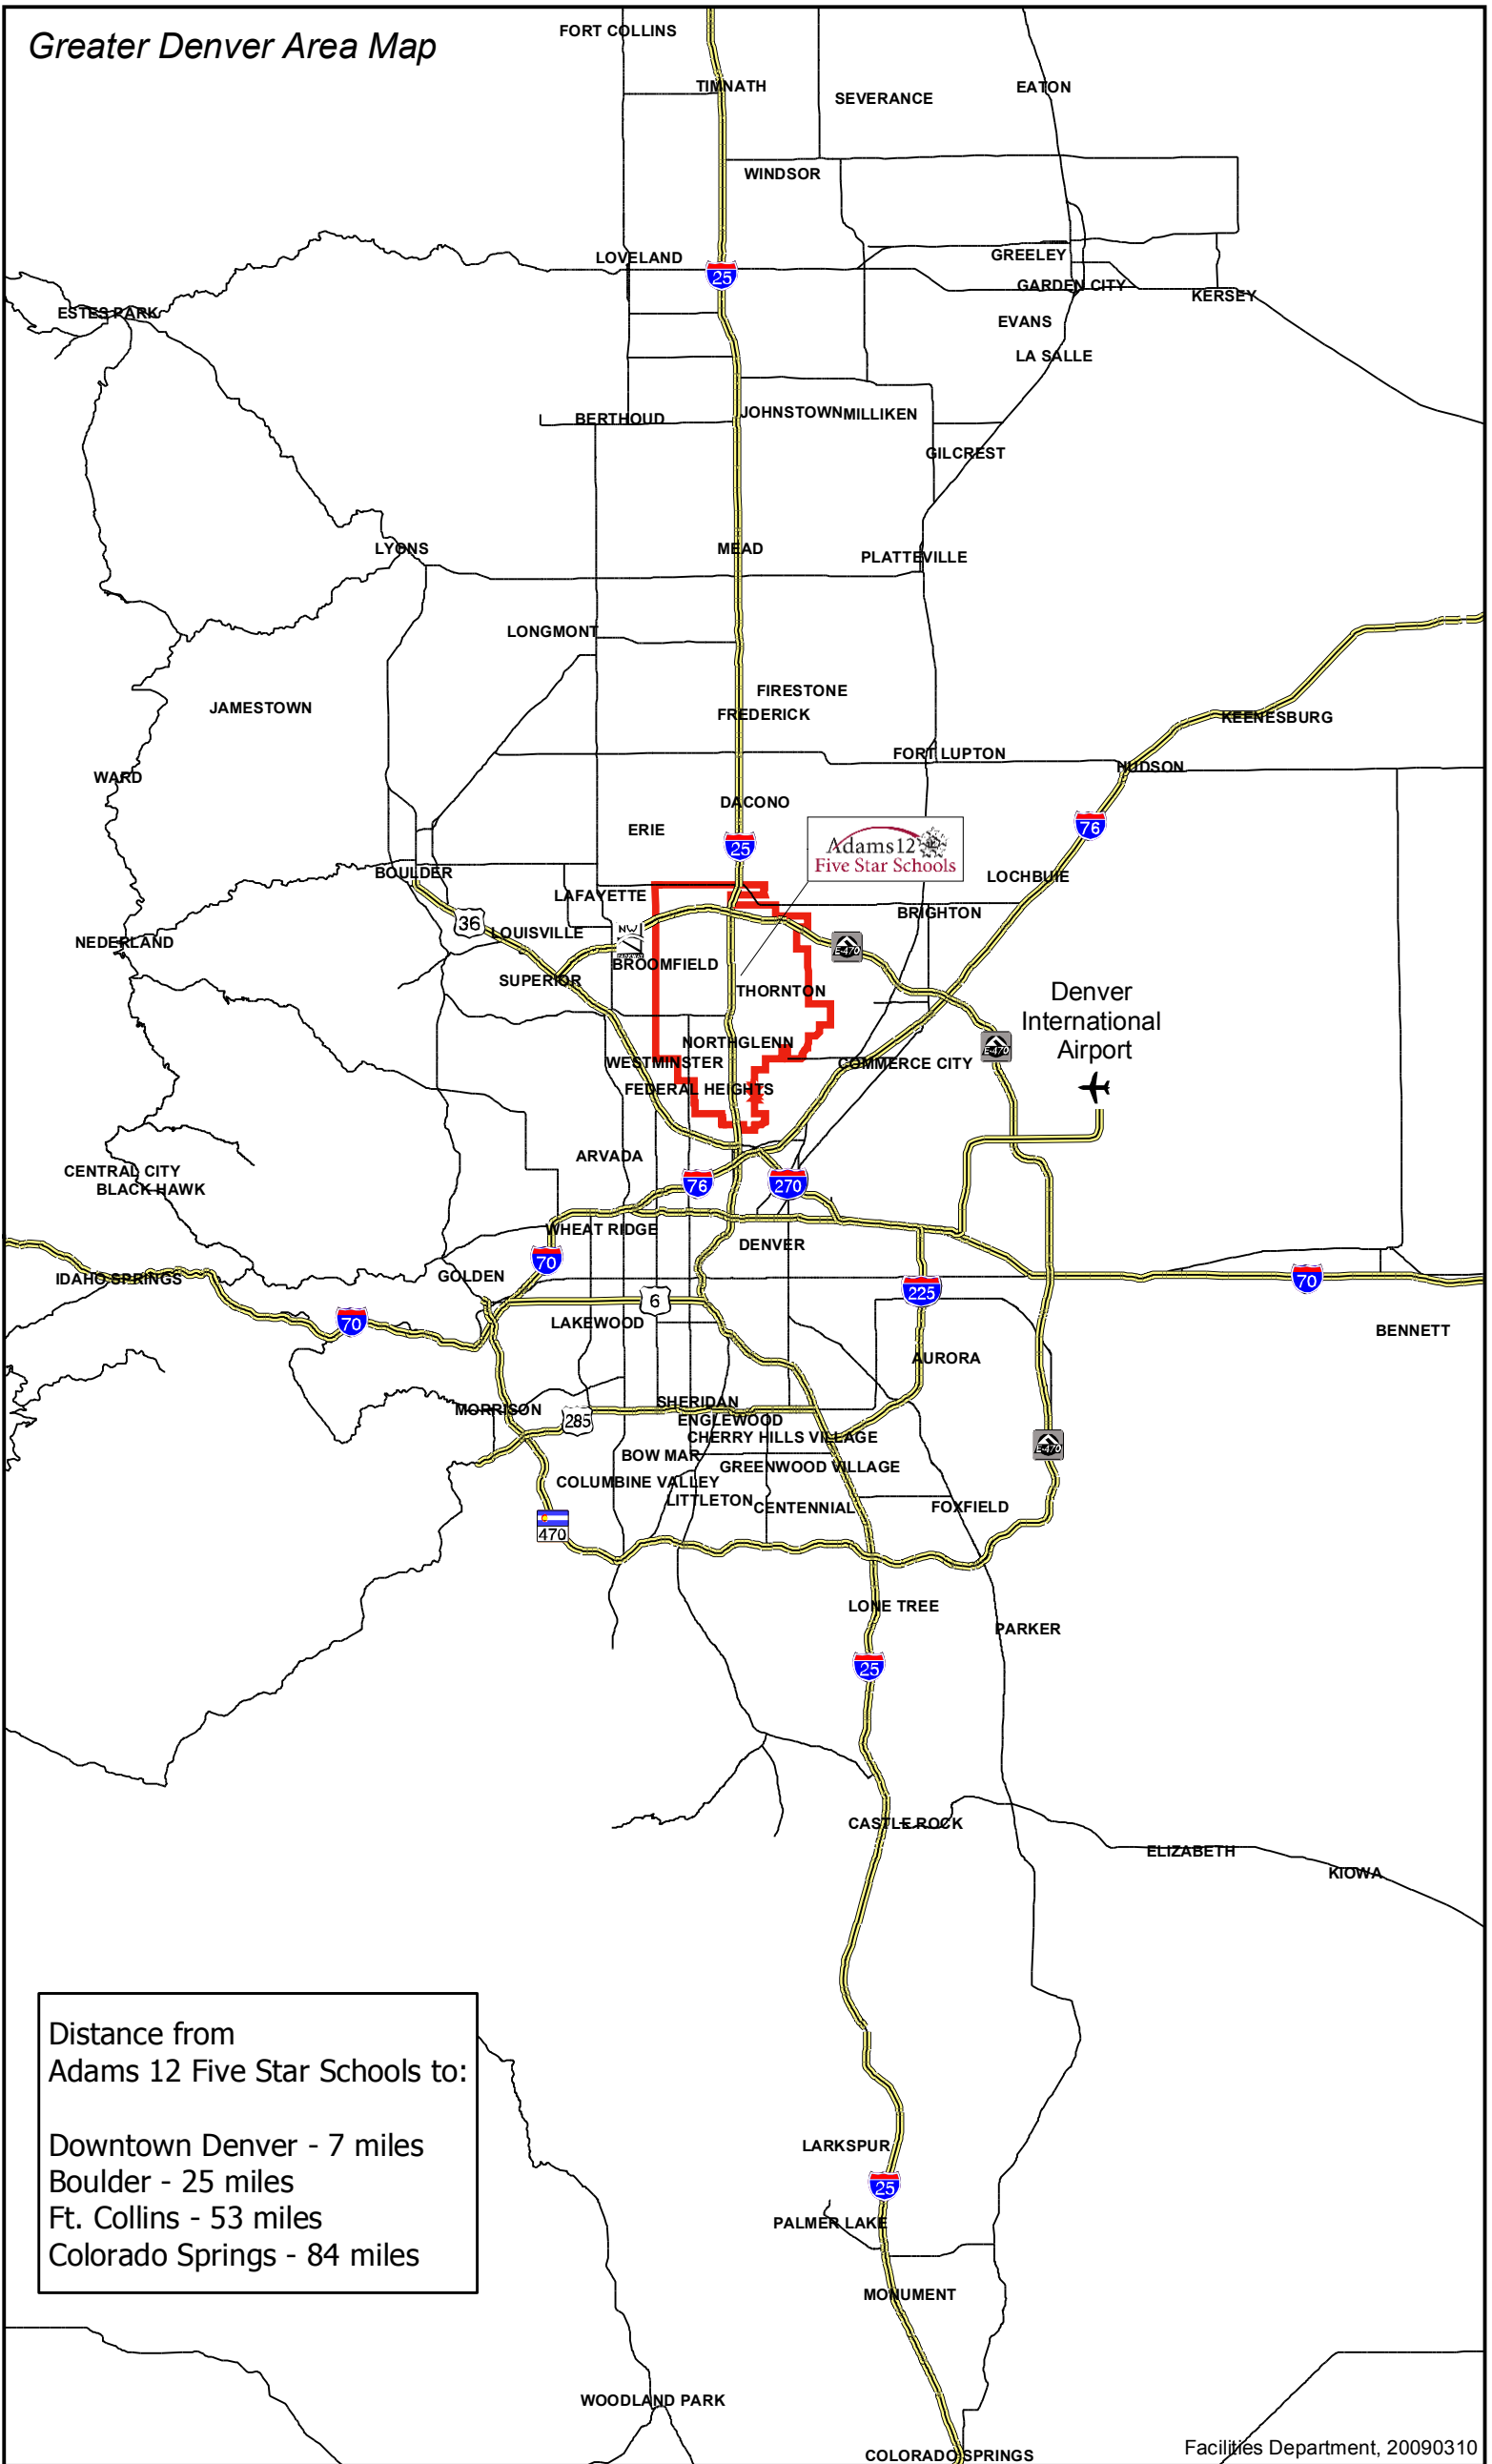 Greater Denver Area Map
FORT COLLINS
TIMNATH
SEVERANCE
EATON
WINDSOR
LOVELAND
25
GREELEY
GARDEN CITY
KERSEY
ESTES PARK
EVANS
LA SALLE
BERTHOUD
JOHNSTOWN
MILLIKEN
GILCREST
LYONS
MEAD
PLATTEVILLE
LONGMONT
FIRESTONE
FREDERICK
JAMESTOWN
KEENESBURG
FORT LUPTON
HUDSON
WARD
DACONO
ERIE
25
76
Adams12
Five Star Schools
BOULDER
LAFAYETTE
LOCHBUIE
BRIGHTON
36
LOUISVILLE
NW
E-470
NEDERLAND
BROOMFIELD
SUPERIOR
THORNTON
Denver
International
Airport
NORTHGLENN
E-470
WESTMINSTER
COMMERCE CITY
FEDERAL HEIGHTS
ARVADA
CENTRAL CITY
BLACK HAWK
76
270
WHEAT RIDGE
DENVER
70
IDAHO SPRINGS
GOLDEN
70
225
6
70
LAKEWOOD
BENNETT
AURORA
MORRISON
285
SHERIDAN
ENGLEWOOD
CHERRY HILLS VILLAGE
E-470
BOW MAR
GREENWOOD VILLAGE
COLUMBINE VALLEY
LITTLETON
CENTENNIAL
FOXFIELD
470
LONE TREE
PARKER
25
CASTLE ROCK
ELIZABETH
KIOWA
Distance from
Adams 12 Five Star Schools to:
Downtown Denver - 7 miles
Boulder - 25 miles
Ft. Collins - 53 miles
Colorado Springs - 84 miles
LARKSPUR
25
PALMER LAKE
MONUMENT
WOODLAND PARK
COLORADO SPRINGS
Facilities Department, 20090310